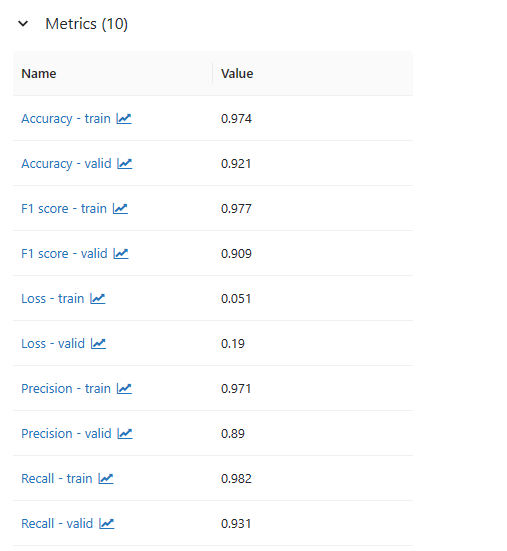 Metrics (10)
Name Value
Accuracy - train 0.974
Accuracy - valid 0.921
F1 score - train 0.977
F1 score - valid 0.909
Loss - train 0.051
Loss - valid 0.19
Precision - train 0.971
Precision - valid 0.89
Recall - train 0.982
Recall - valid 0.931